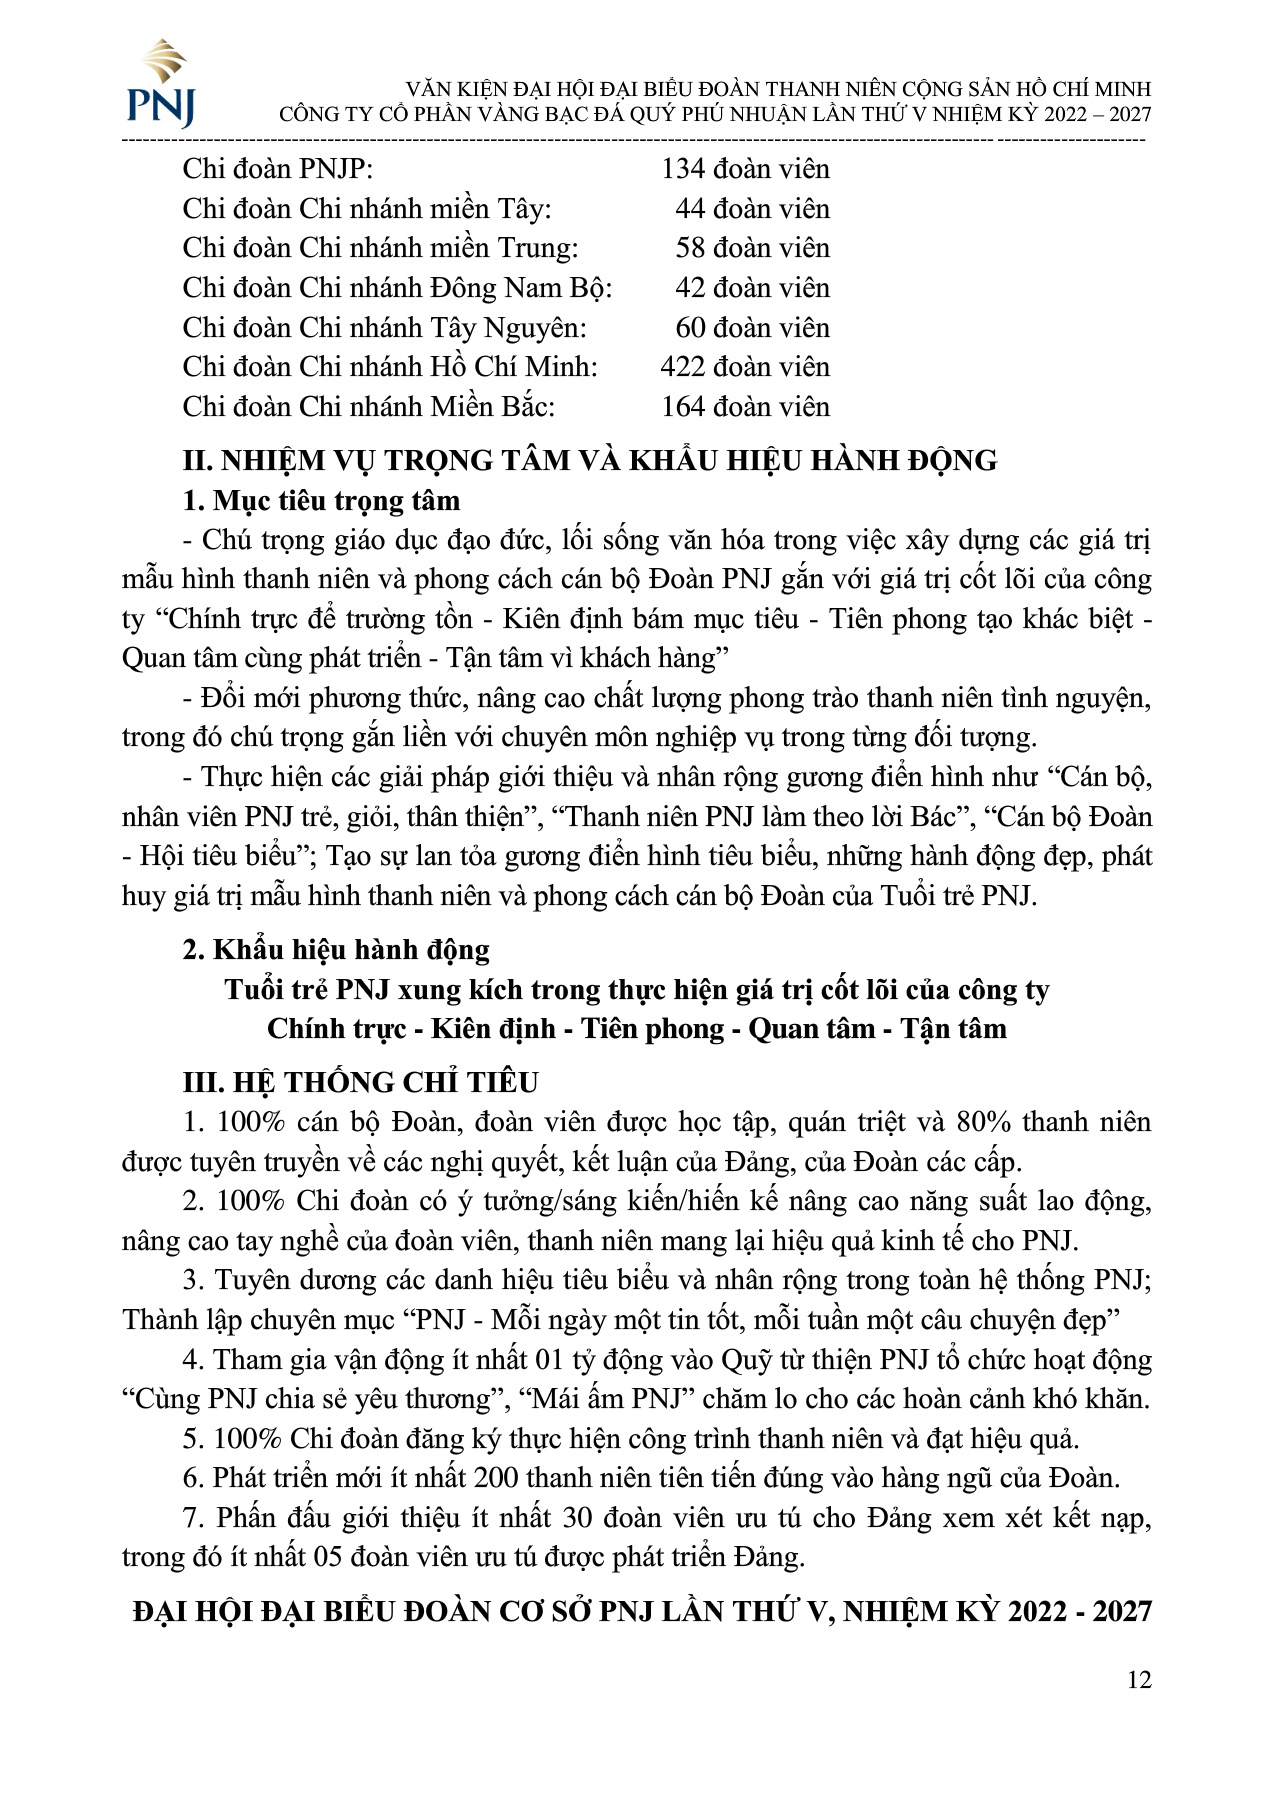 PNJ
VĂN KIỆN ĐẠI HỘI ĐẠI BIỂU ĐOÀN THANH NIÊN CỘNG SẢN HỒ CHÍ MINH
CÔNG TY CỔ PHẦN VÀNG BẠC ĐÁ QUÝ PHÚ NHUẬN LẦN THỨ V NHIỆM KỲ 2022 – 2027
Chi đoàn PNJP: 134 đoàn viên
Chi đoàn Chi nhánh miền Tây: 44 đoàn viên
Chi đoàn Chi nhánh miền Trung: 58 đoàn viên
Chi đoàn Chi nhánh Đông Nam Bộ: 42 đoàn viên
Chi đoàn Chi nhánh Tây Nguyên: 60 đoàn viên
Chi đoàn Chi nhánh Hồ Chí Minh: 422 đoàn viên
Chi đoàn Chi nhánh Miền Bắc: 164 đoàn viên
II. NHIỆM VỤ TRỌNG TÂM VÀ KHẨU HIỆU HÀNH ĐỘNG
1. Mục tiêu trọng tâm
- Chú trọng giáo dục đạo đức, lối sống văn hóa trong việc xây dựng các giá trị
mẫu hình thanh niên và phong cách cán bộ Đoàn PNJ gắn với giá trị cốt lõi của công
ty “Chính trực để trường tồn - Kiên định bám mục tiêu - Tiên phong tạo khác biệt -
Quan tâm cùng phát triển - Tận tâm vì khách hàng”
- Đổi mới phương thức, nâng cao chất lượng phong trào thanh niên tình nguyện,
trong đó chú trọng gắn liền với chuyên môn nghiệp vụ trong từng đối tượng.
- Thực hiện các giải pháp giới thiệu và nhân rộng gương điển hình như “Cán bộ,
nhân viên PNJ trẻ, giỏi, thân thiện”, “Thanh niên PNJ làm theo lời Bác”, “Cán bộ Đoàn
- Hội tiêu biểu”; Tạo sự lan tỏa gương điển hình tiêu biểu, những hành động đẹp, phát
huy giá trị mẫu hình thanh niên và phong cách cán bộ Đoàn của Tuổi trẻ PNJ.
2. Khẩu hiệu hành động
Tuổi trẻ PNJ xung kích trong thực hiện giá trị cốt lõi của công ty
Chính trực - Kiên định - Tiên phong - Quan tâm - Tận tâm
III. HỆ THỐNG CHỈ TIÊU
1. 100% cán bộ Đoàn, đoàn viên được học tập, quán triệt và 80% thanh niên
được tuyên truyền về các nghị quyết, kết luận của Đảng, của Đoàn các cấp.
2. 100% Chi đoàn có ý tưởng/sáng kiến/hiến kế nâng cao năng suất lao động,
nâng cao tay nghề của đoàn viên, thanh niên mang lại hiệu quả kinh tế cho PNJ.
3. Tuyên dương các danh hiệu tiêu biểu và nhân rộng trong toàn hệ thống PNJ;
Thành lập chuyên mục “PNJ - Mỗi ngày một tin tốt, mỗi tuần một câu chuyện đẹp”
4. Tham gia vận động ít nhất 01 tỷ động vào Quỹ từ thiện PNJ tổ chức hoạt động
“Cùng PNJ chia sẻ yêu thương”, “Mái ấm PNJ” chăm lo cho các hoàn cảnh khó khăn.
5. 100% Chi đoàn đăng ký thực hiện công trình thanh niên và đạt hiệu quả.
6. Phát triển mới ít nhất 200 thanh niên tiên tiến đúng vào hàng ngũ của Đoàn.
7. Phấn đấu giới thiệu ít nhất 30 đoàn viên ưu tú cho Đảng xem xét kết nạp,
trong đó ít nhất 05 đoàn viên ưu tú được phát triển Đảng.
ĐẠI HỘI ĐẠI BIỂU ĐOÀN CƠ SỞ PNJ LẦN THỨ V, NHIỆM KỲ 2022 - 2027
12